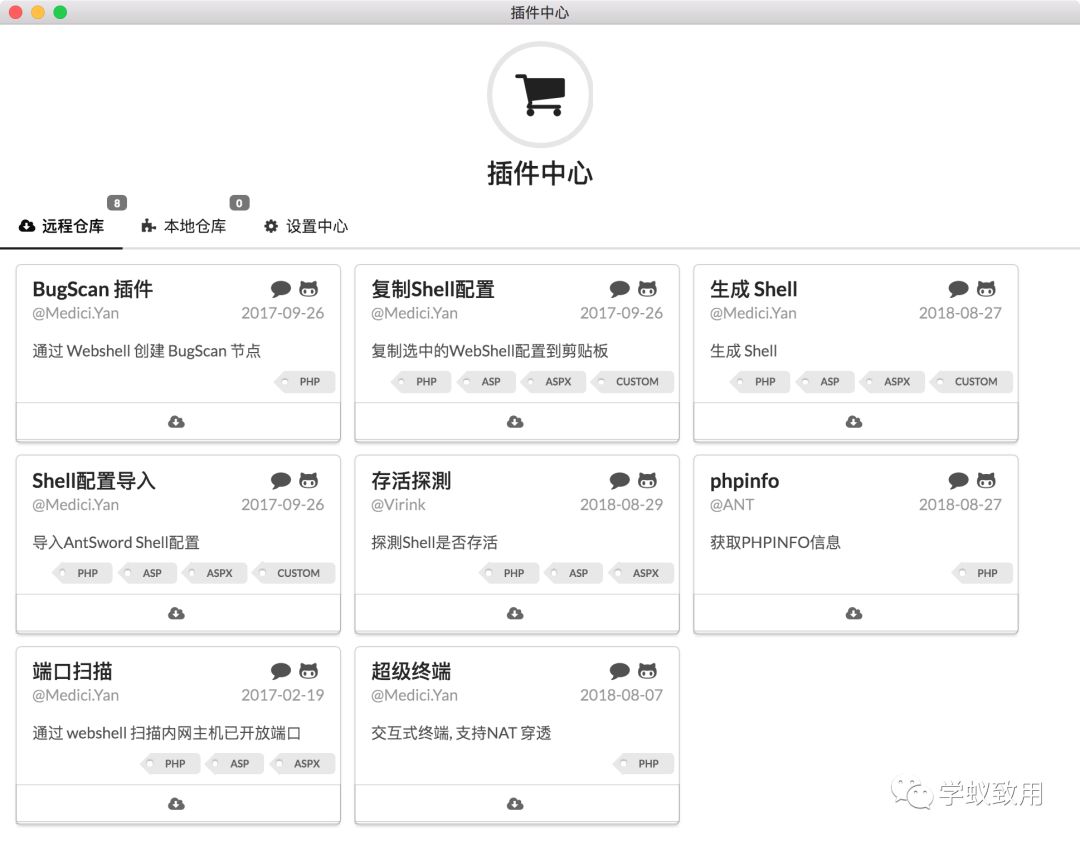 插件中心
插件中心
8
0
远程仓库
本地仓库
设置中心
BugScan 插件
@Medici.Yan
2017-09-26
通过 Webshell 创建 BugScan 节点
PHP
复制Shell配置
@Medici.Yan
2017-09-26
复制选中的WebShell配置到剪贴板
PHP ASP ASPX CUSTOM
生成 Shell
@Medici.Yan
2018-08-27
生成 Shell
PHP ASP ASPX CUSTOM
Shell配置导入
@Medici.Yan
2017-09-26
导入AntSword Shell配置
PHP ASP ASPX CUSTOM
存活探测
@Virink
2018-08-29
探测Shell是否存活
PHP ASP ASPX
phpinfo
@ANT
2018-08-27
获取PHPINFO信息
PHP
端口扫描
@Medici.Yan
2017-02-19
通过 webshell 扫描内网主机已开放端口
PHP ASP ASPX
超级终端
@Medici.Yan
2018-08-07
交互式终端, 支持NAT 穿透
PHP
学蚁致用